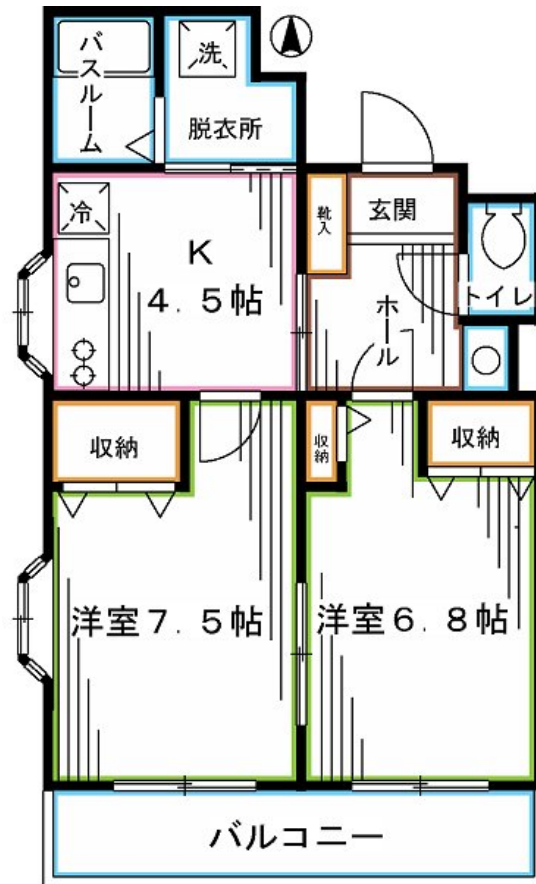 バスルーム
洗
脱衣所
冷
K
4.5帖
靴入
玄関
ホール
トイレ
収納
収納
収納
洋室7.5帖
洋室6.8帖
バルコニー